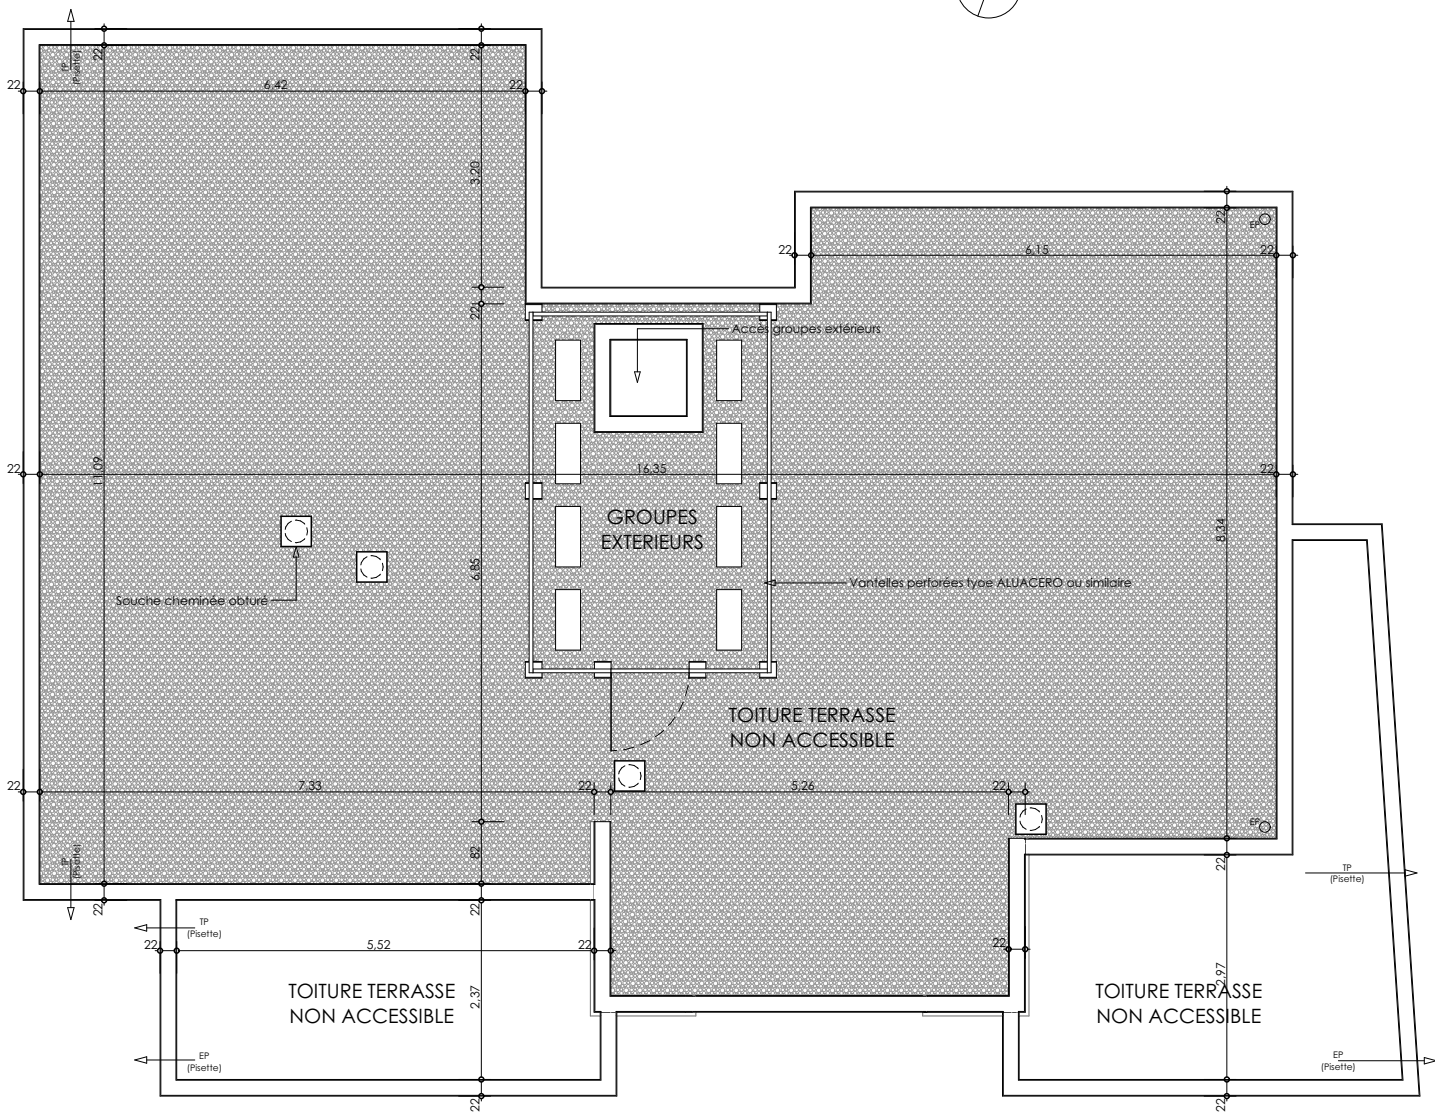 TP
(Pisette)
22
22
22
6,42
22
3,20
22
22
22
6,15
22
EP
Accès groupes extérieurs
22
11,09
16,35
22
GROUPES
EXTERIEURS
8,34
6,85
Vantelles perforées tyoe ALUACERO ou similaire
Souche cheminée obturé
TOITURE TERRASSE
NON ACCESSIBLE
22
7,33
22
5,26
22
EP
82
TP
(Pisette)
22
22
22
TP
(Pisette)
TP
(Pisette)
22
5,52
22
22
2,37
2,97
TOITURE TERRASSE
NON ACCESSIBLE
TOITURE TERRASSE
NON ACCESSIBLE
EP
(Pisette)
EP
(Pisette)
22
22